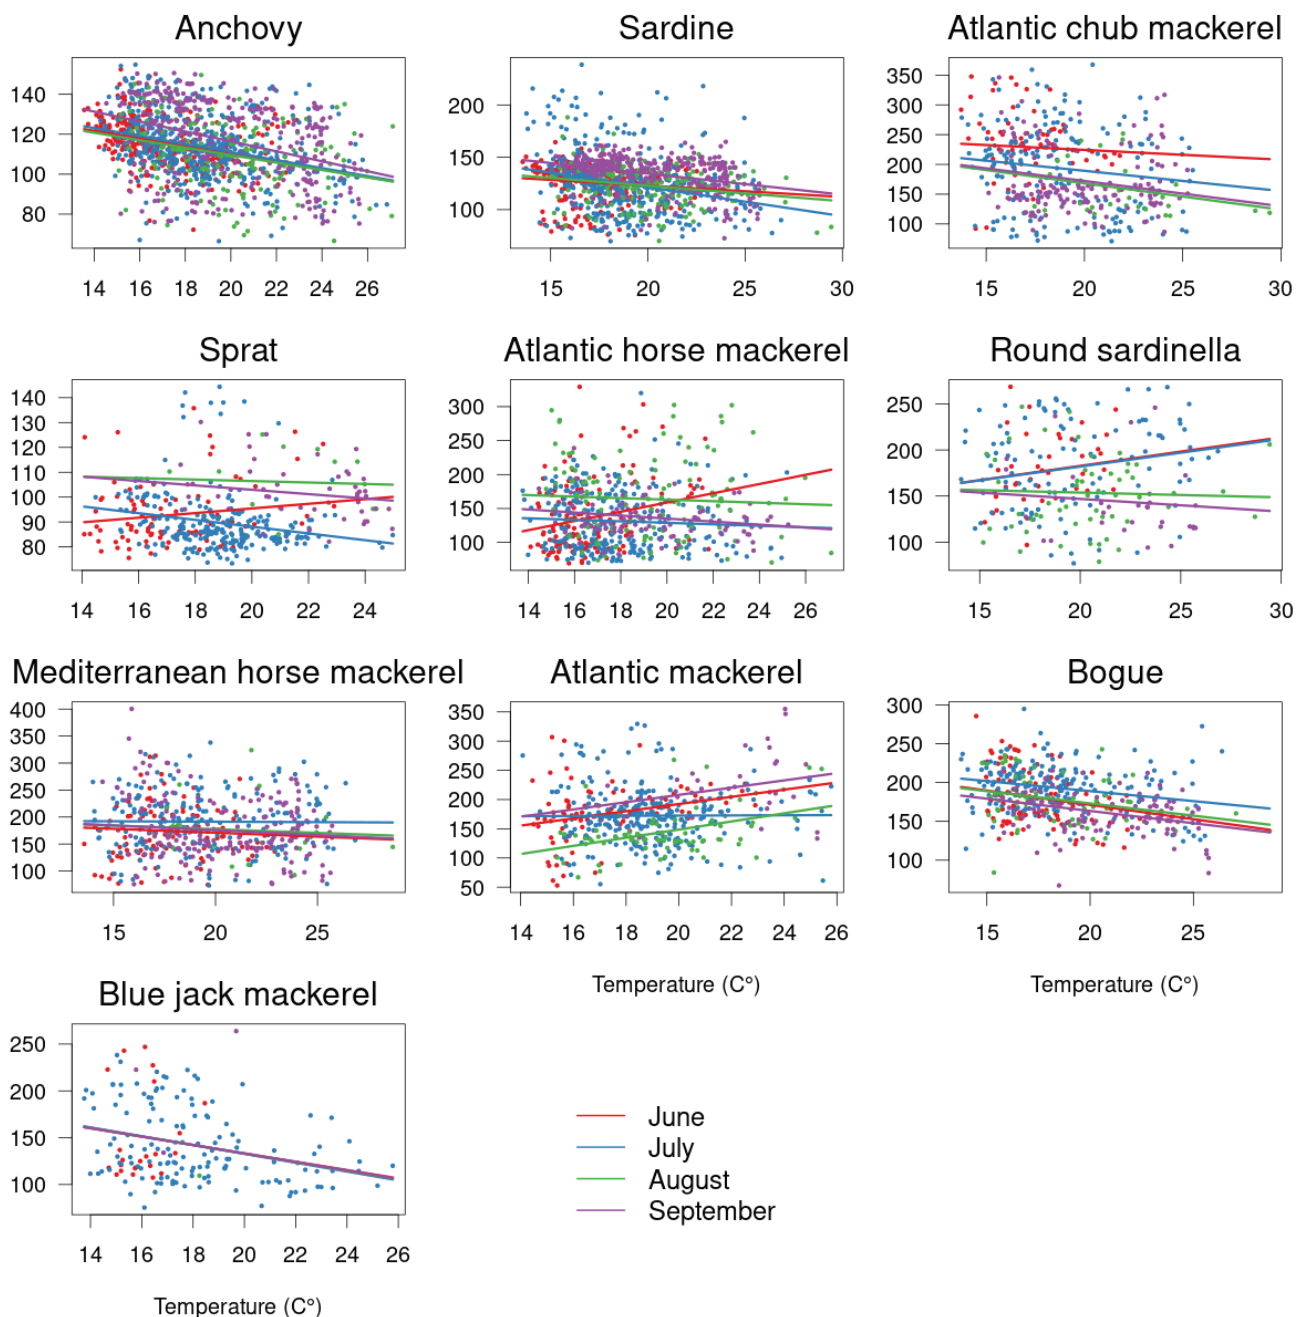 Anchovy
Sardine
Atlantic chub mackerel
140
120
100
80
14 16 18 20 22 24 26
200
150
100
15 20 25 30
350
300
250
200
150
100
15 20 25 30
Sprat
Atlantic horse mackerel
Round sardinella
140
130
120
110
100
90
80
14 16 18 20 22 24
300
250
200
150
100
14 16 18 20 22 24 26
250
200
150
100
15 20 25 30
Mediterranean horse mackerel
Atlantic mackerel
Bogue
400
350
300
250
200
150
100
15 20 25
350
300
250
200
150
100
50
14 16 18 20 22 24 26
Temperature (C°)
300
250
200
150
100
15 20 25
Temperature (C°)
Blue jack mackerel
250
200
150
100
14 16 18 20 22 24 26
Temperature (C°)
June
July
August
September